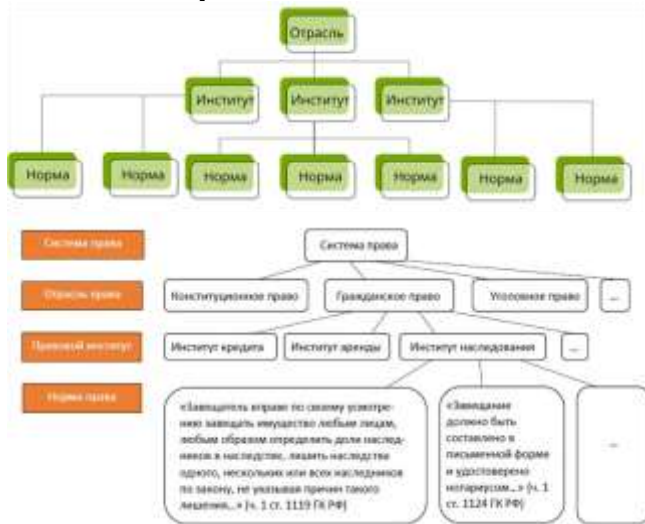 Отрасль
Институт Институт Институт
Норма Норма Норма Норма Норма Норма Норма
Система права
Система права
Отрасль права
Конституционное право Гражданское право Уголовное право ...
Правовой институт
Институт кредита Институт аренды Институт наследования ...
Норма права
«Завещатель вправе по своему усмотре-
нию завещать имущество любым лицам,
любым образом определить доли наслед-
ников в наследстве, лишить наследства
одного, нескольких или всех наследников
по закону, не указывая причин такого
лишения...» (ч. 1 ст. 1119 ГК РФ)
«Завещание
должно быть
составлено в
письменной форме
и удостоверено
нотариусом...» (ч. 1
ст. 1124 ГК РФ)
...